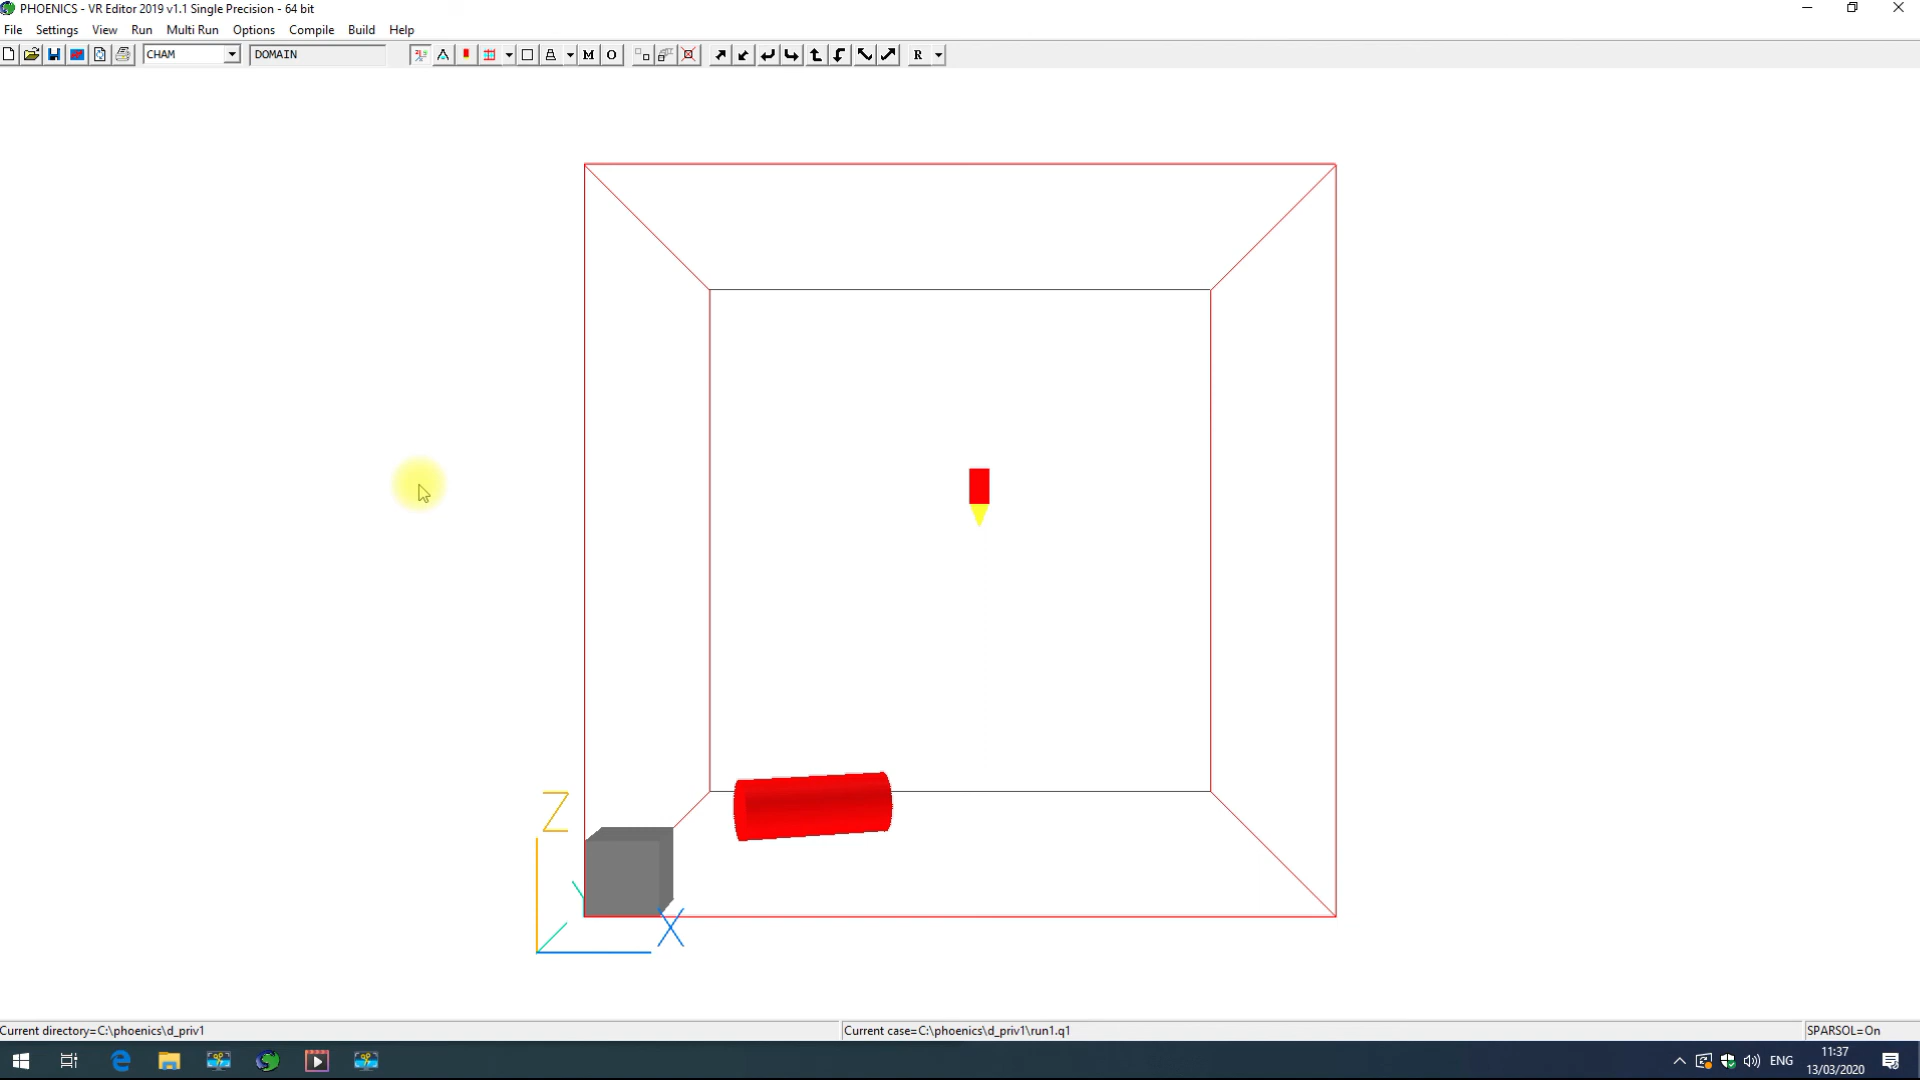 PHOENICS - VR Editor 2019 v1.1 Single Precision - 64 bit
File Settings View Run Multi Run Options Compile Build Help
CHAM DOMAIN M O R
Z
X
Current directory=C:\phoenics\d_priv1 Current case=C:\phoenics\d_priv1\run1.q1 SPARSOL=On
ENG 11:37
13/03/2020